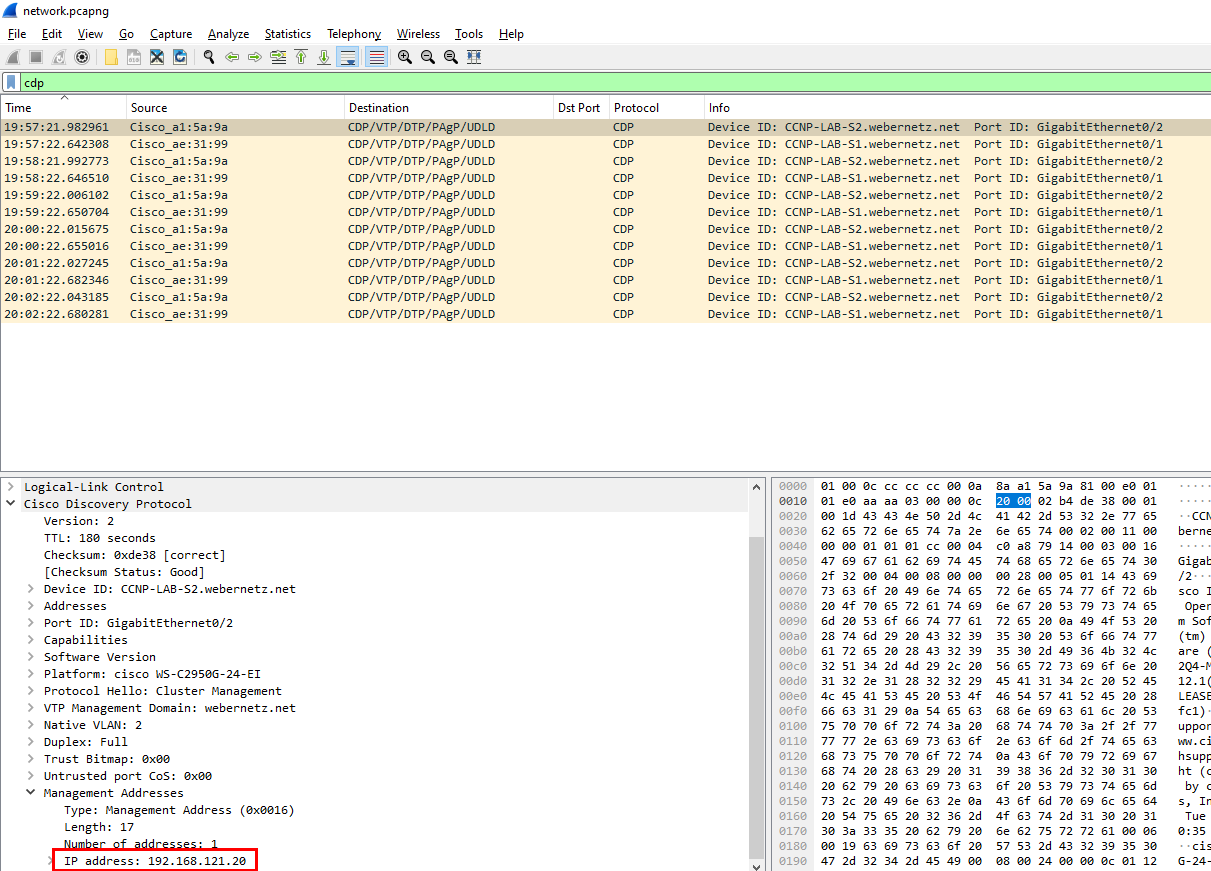 network.pcapng
File Edit View Go Capture Analyze Statistics Telephony Wireless Tools Help
cdp
Time Source Destination Dst Port Protocol Info
19:57:21.982961 Cisco_a1:5a:9a CDP/VTP/DTP/PAgP/UDLD CDP Device ID: CCNP-LAB-S2.webernetz.net Port ID: GigabitEthernet0/2
19:57:22.642308 Cisco_ae:31:99 CDP/VTP/DTP/PAgP/UDLD CDP Device ID: CCNP-LAB-S1.webernetz.net Port ID: GigabitEthernet0/1
19:58:21.992773 Cisco_a1:5a:9a CDP/VTP/DTP/PAgP/UDLD CDP Device ID: CCNP-LAB-S2.webernetz.net Port ID: GigabitEthernet0/2
19:58:22.646510 Cisco_ae:31:99 CDP/VTP/DTP/PAgP/UDLD CDP Device ID: CCNP-LAB-S1.webernetz.net Port ID: GigabitEthernet0/1
19:59:22.006102 Cisco_a1:5a:9a CDP/VTP/DTP/PAgP/UDLD CDP Device ID: CCNP-LAB-S2.webernetz.net Port ID: GigabitEthernet0/2
19:59:22.650704 Cisco_ae:31:99 CDP/VTP/DTP/PAgP/UDLD CDP Device ID: CCNP-LAB-S1.webernetz.net Port ID: GigabitEthernet0/1
20:00:22.015675 Cisco_a1:5a:9a CDP/VTP/DTP/PAgP/UDLD CDP Device ID: CCNP-LAB-S2.webernetz.net Port ID: GigabitEthernet0/2
20:00:22.655016 Cisco_ae:31:99 CDP/VTP/DTP/PAgP/UDLD CDP Device ID: CCNP-LAB-S1.webernetz.net Port ID: GigabitEthernet0/1
20:01:22.027245 Cisco_a1:5a:9a CDP/VTP/DTP/PAgP/UDLD CDP Device ID: CCNP-LAB-S2.webernetz.net Port ID: GigabitEthernet0/2
20:01:22.682346 Cisco_ae:31:99 CDP/VTP/DTP/PAgP/UDLD CDP Device ID: CCNP-LAB-S1.webernetz.net Port ID: GigabitEthernet0/1
20:02:22.043185 Cisco_a1:5a:9a CDP/VTP/DTP/PAgP/UDLD CDP Device ID: CCNP-LAB-S2.webernetz.net Port ID: GigabitEthernet0/2
20:02:22.680281 Cisco_ae:31:99 CDP/VTP/DTP/PAgP/UDLD CDP Device ID: CCNP-LAB-S1.webernetz.net Port ID: GigabitEthernet0/1
Logical-Link Control
Cisco Discovery Protocol
Version: 2
TTL: 180 seconds
Checksum: 0xde38 [correct]
[Checksum Status: Good]
Device ID: CCNP-LAB-S2.webernetz.net
Addresses
Port ID: GigabitEthernet0/2
Capabilities
Software Version
Platform: cisco WS-C2950G-24-EI
Protocol Hello: Cluster Management
VTP Management Domain: webernetz.net
Native VLAN: 2
Duplex: Full
Trust Bitmap: 0x00
Untrusted port CoS: 0x00
Management Addresses
Type: Management Address (0x0016)
Length: 17
Number of addresses: 1
IP address: 192.168.121.20
0000 01 00 0c cc cc cc 00 0a 8a a1 5a 9a 81 00 e0 01 ·····
0010 01 e0 aa aa 03 00 00 0c 20 00 02 b4 de 38 00 01 ·····
0020 00 1d 43 43 4e 50 2d 4c 41 42 2d 53 32 2e 77 65 ··CCN
0030 62 65 72 6e 65 74 7a 2e 6e 65 74 00 02 00 11 00 berne
0040 00 00 01 01 01 cc 00 04 c0 a8 79 14 00 03 00 16 ·····
0050 47 69 67 61 62 69 74 45 74 68 65 72 6e 65 74 30 Gigab
0060 2f 32 00 04 00 08 00 00 00 28 00 05 01 14 43 69 /2···
0070 73 63 6f 20 49 6e 74 65 72 6e 65 74 77 6f 72 6b sco I
0080 20 4f 70 65 72 61 74 69 6e 67 20 53 79 73 74 65 Oper
0090 6d 20 53 6f 66 74 77 61 72 65 20 0a 49 4f 53 20 m Sof
00a0 28 74 6d 29 20 43 32 39 35 30 20 53 6f 66 74 77 (tm)
00b0 61 72 65 20 28 43 32 39 35 30 2d 49 36 4b 32 4c are (
00c0 32 51 34 2d 4d 29 2c 20 56 65 72 73 69 6f 6e 20 2Q4-M
00d0 31 32 2e 31 28 32 32 29 45 41 31 34 2c 20 52 45 12.1(
00e0 4c 45 41 53 45 20 53 4f 46 54 57 41 52 45 20 28 LEASE
00f0 66 63 31 29 0a 54 65 63 68 6e 69 63 61 6c 20 53 fc1)·
0100 75 70 70 6f 72 74 3a 20 68 74 74 70 3a 2f 2f 77 uppor
0110 77 77 2e 63 69 73 63 6f 2e 63 6f 6d 2f 74 65 63 ww.ci
0120 68 73 75 70 70 6f 72 74 0a 43 6f 70 79 72 69 67 hsupp
0130 68 74 20 28 63 29 20 31 39 38 36 2d 32 30 31 30 ht (c
0140 20 62 79 20 63 69 73 63 6f 20 53 79 73 74 65 6d by c
0150 73 2c 20 49 6e 63 2e 0a 43 6f 6d 70 69 6c 65 64 s, In
0160 20 54 75 65 20 32 36 2d 4f 63 74 2d 31 30 20 31 Tue
0170 30 3a 33 35 20 62 79 20 6e 62 75 72 72 61 00 06 0:35
0180 00 19 63 69 73 63 6f 20 57 53 2d 43 32 39 35 30 ··cis
0190 47 2d 32 34 2d 45 49 00 08 00 24 00 00 0c 01 12 G-24-